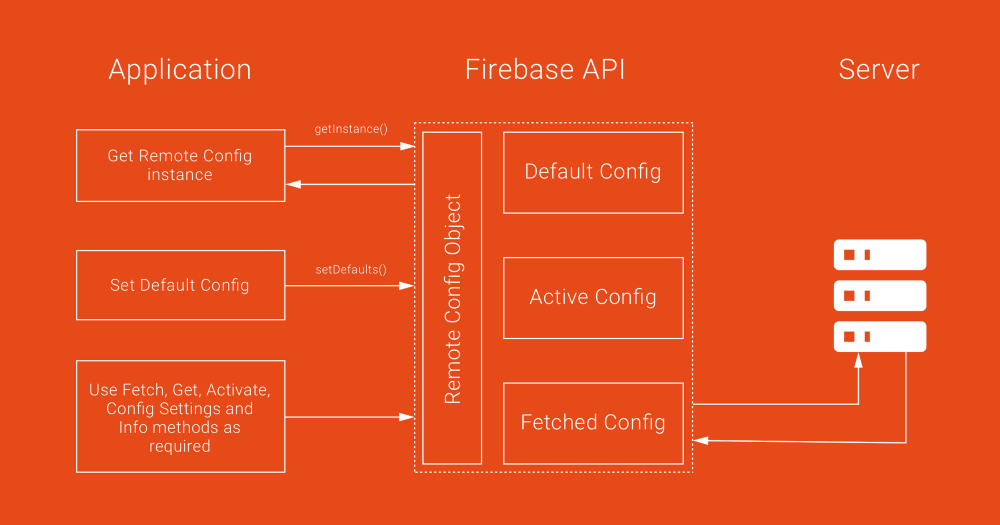 Application
Firebase API
Server
getInstance()
Get Remote Config
instance
setDefaults()
Set Default Config
Use Fetch, Get, Activate,
Config Settings and
Info methods as
required
Remote Config Object
Default Config
Active Config
Fetched Config